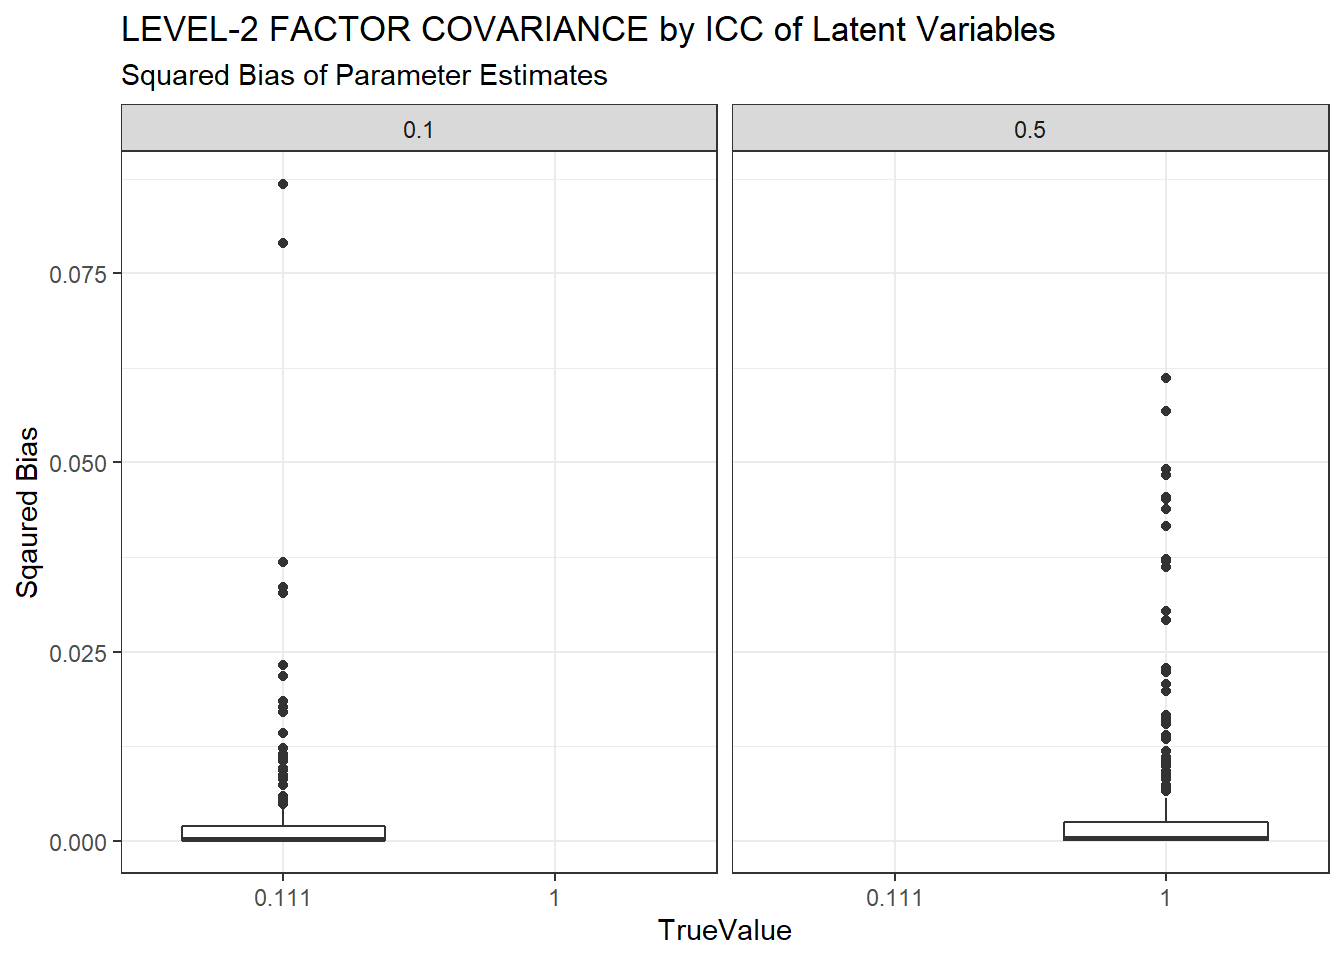 LEVEL-2 FACTOR COVARIANCE by ICC of Latent Variables
Squared Bias of Parameter Estimates
0.1
0.5
0.075
0.050
0.025
0.000
Sqaured Bias
0.111
1
0.111
1
TrueValue